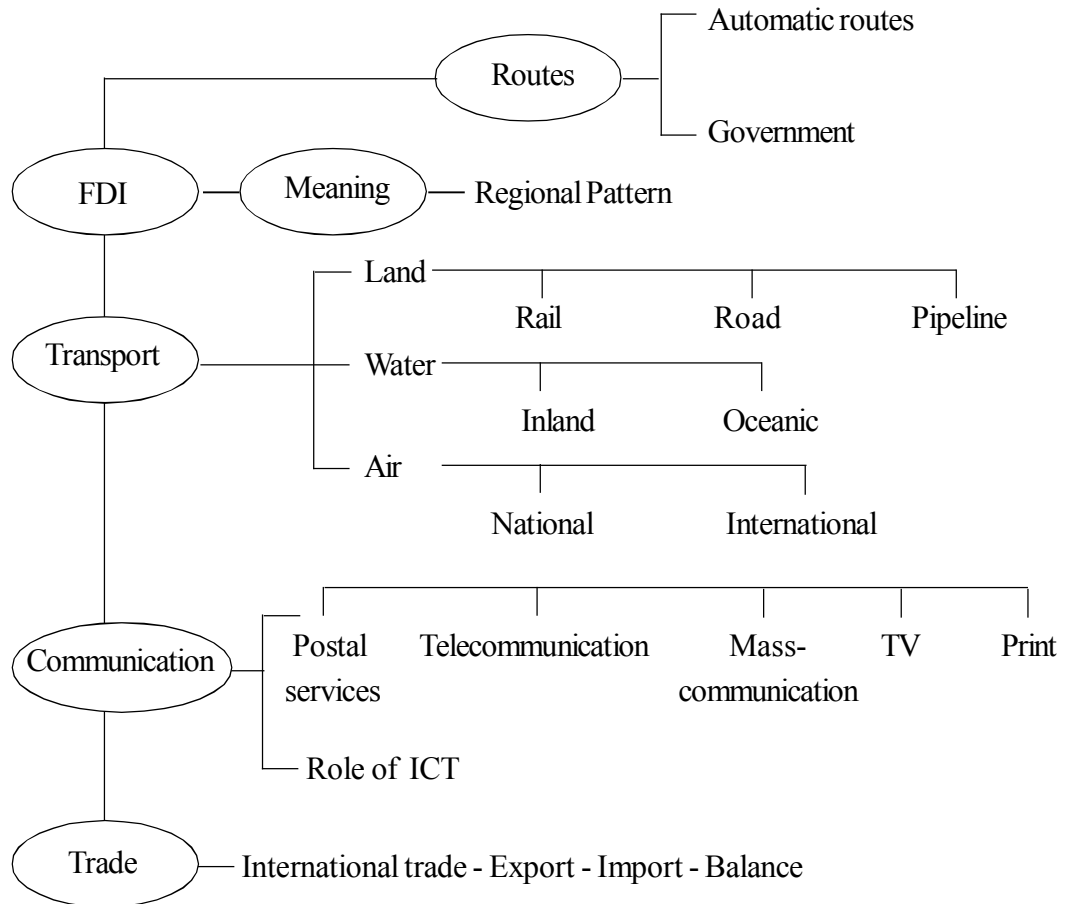 Automatic routes
Routes
Government
FDI
Meaning
Regional Pattern
Land
Rail
Road
Pipeline
Transport
Water
Inland
Oceanic
Air
National
International
Communication
Postal
services
Telecommunication
Mass-
communication
TV
Print
Role of ICT
Trade
International trade - Export - Import - Balance